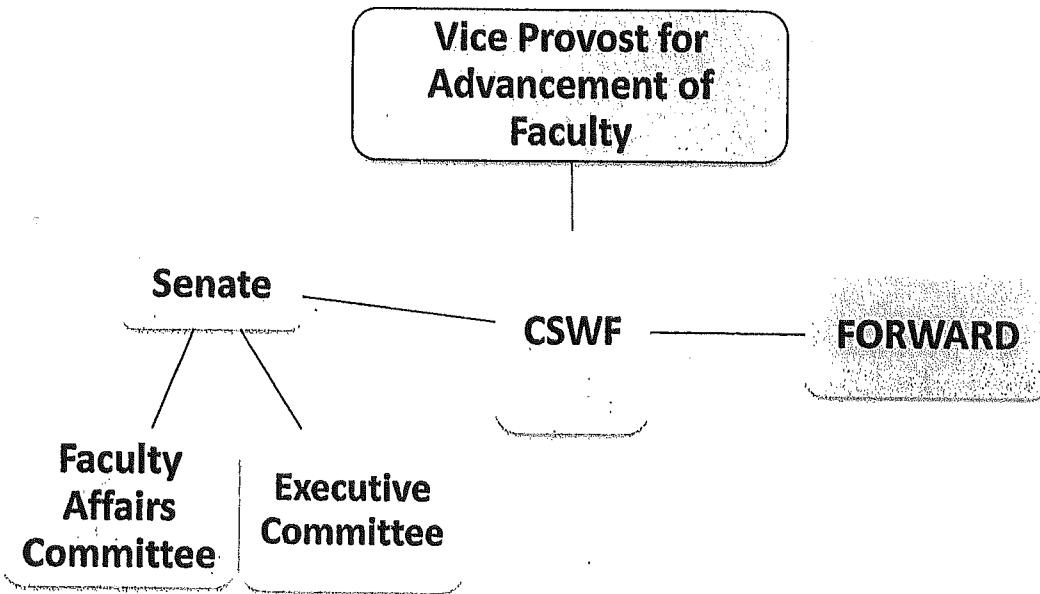 Vice Provost for
Advancement of
Faculty
Senate
CSWF
FORWARD
Faculty
Affairs
Committee
Executive
Committee